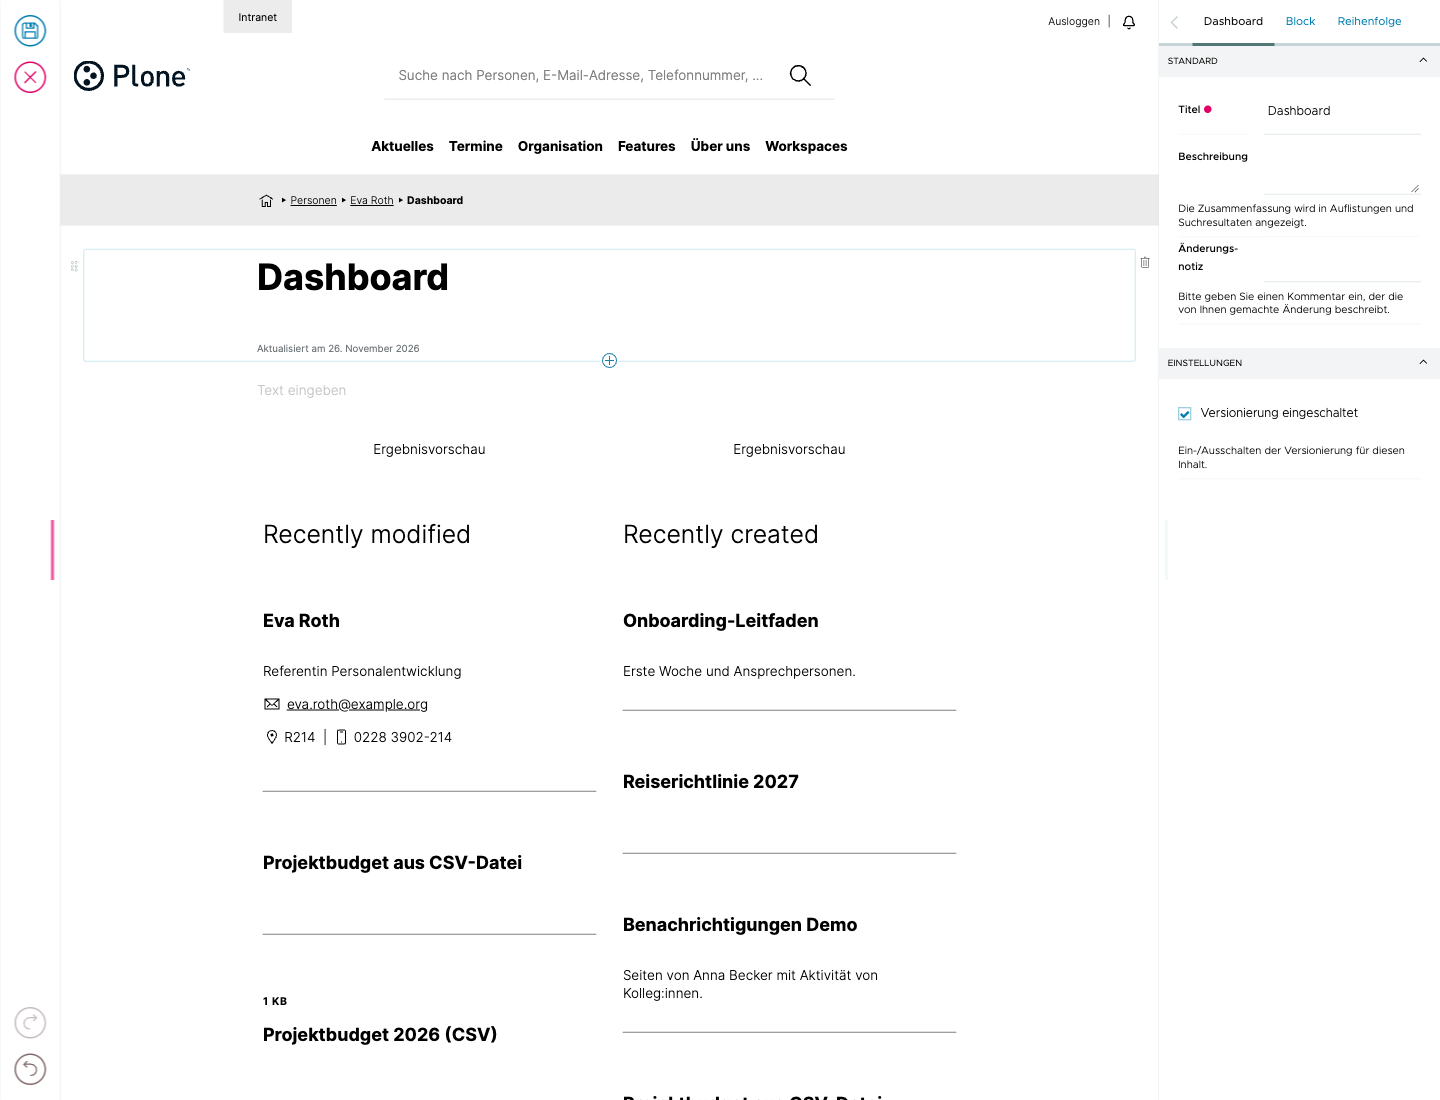 Intranet
Ausloggen
Plone
Suche nach Personen, E-Mail-Adresse, Telefonnummer, ...
Aktuelles Termine Organisation Features Über uns Workspaces
Personen Eva Roth Dashboard
Dashboard
Aktualisiert am 26. November 2026
Text eingeben
Ergebnisvorschau
Recently modified
Eva Roth
Referentin Personalentwicklung
eva.roth@example.org
R214 | 0228 3902-214
Projektbudget aus CSV-Datei
1 KB
Projektbudget 2026 (CSV)
Ergebnisvorschau
Recently created
Onboarding-Leitfaden
Erste Woche und Ansprechpersonen.
Reiserichtlinie 2027
Benachrichtigungen Demo
Seiten von Anna Becker mit Aktivität von
Kolleg:innen.
Projektbudget aus CSV-Datei
Dashboard Block Reihenfolge
STANDARD
Titel
Dashboard
Beschreibung
Die Zusammenfassung wird in Auflistungen und
Suchresultaten angezeigt.
Änderungs-
notiz
Bitte geben Sie einen Kommentar ein, der die
von Ihnen gemachte Änderung beschreibt.
EINSTELLUNGEN
Versionierung eingeschaltet
Ein-/Ausschalten der Versionierung für diesen
Inhalt.